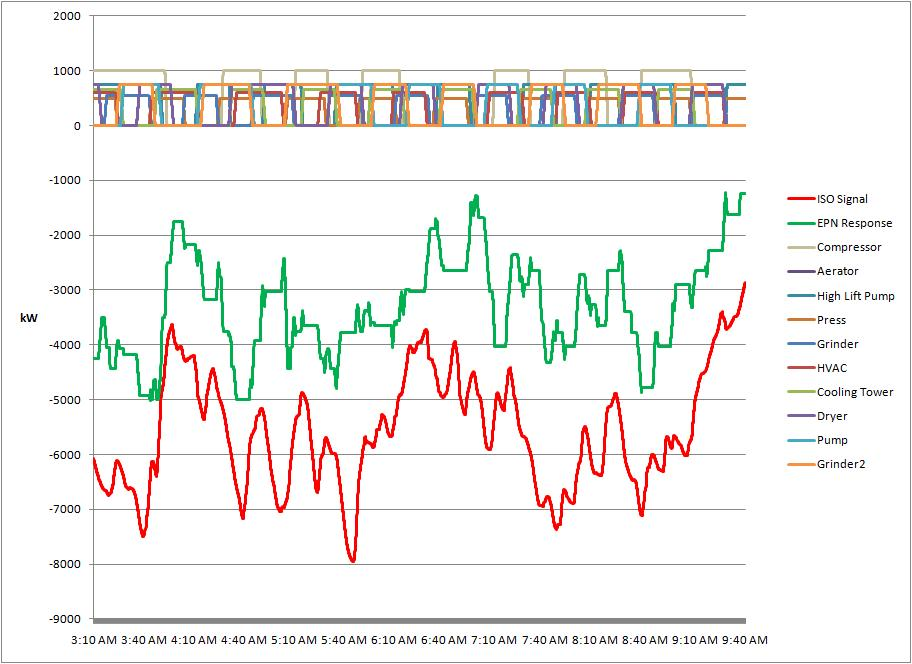 2000
1000
0
-1000
-2000
-3000
-4000
-5000
-6000
-7000
-8000
-9000
kW
3:10 AM 3:40 AM 4:10 AM 4:40 AM 5:10 AM 5:40 AM 6:10 AM 6:40 AM 7:10 AM 7:40 AM 8:10 AM 8:40 AM 9:10 AM 9:40 AM
ISO Signal
EPN Response
Compressor
Aerator
High Lift Pump
Press
Grinder
HVAC
Cooling Tower
Dryer
Pump
Grinder2